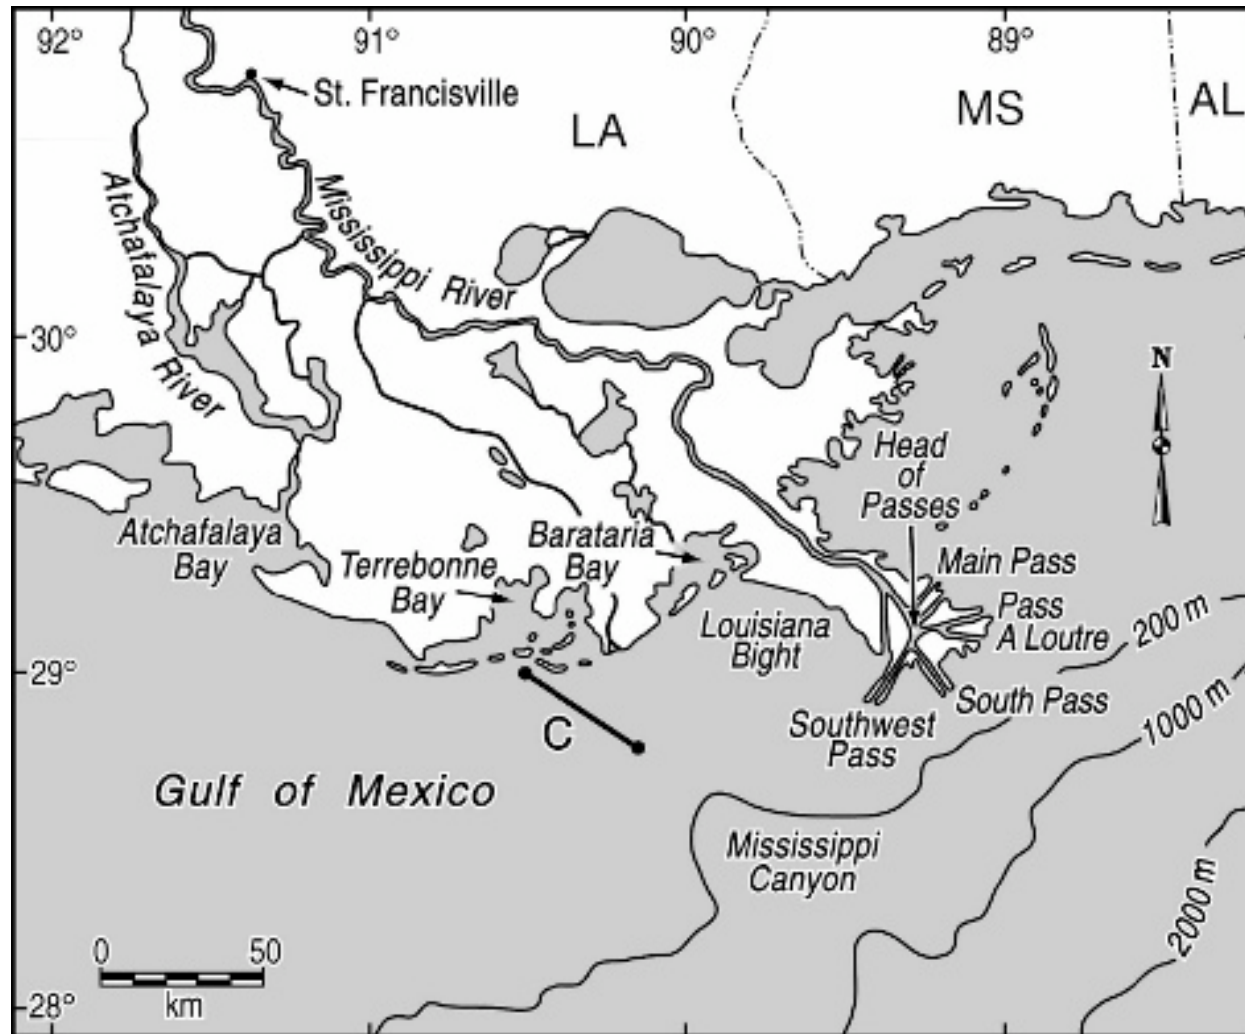 92°
91°
90°
89°
St. Francisville
LA
MS
AL
Atchafalaya River
Mississippi River
30°
N
Head
of
Passes
Atchafalaya
Bay
Terrebonne
Bay
Barataria
Bay
Main Pass
Pass
A Loutre
Louisiana
Bight
200 m
29°
South Pass
Southwest
Pass
1000 m
C
Gulf of Mexico
Mississippi
Canyon
2000 m
0 50
km
28°